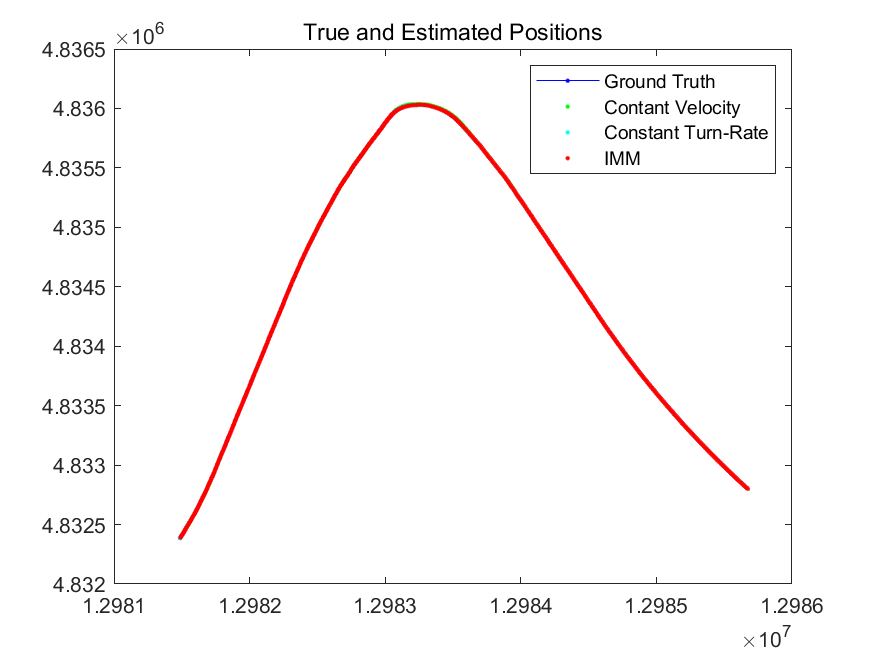 True and Estimated Positions
×10^6
4.8365
4.836
4.8355
4.835
4.8345
4.834
4.8335
4.833
4.8325
4.832
Ground Truth
Contant Velocity
Constant Turn-Rate
IMM
1.2981 1.2982 1.2983 1.2984 1.2985 1.2986
×10^7